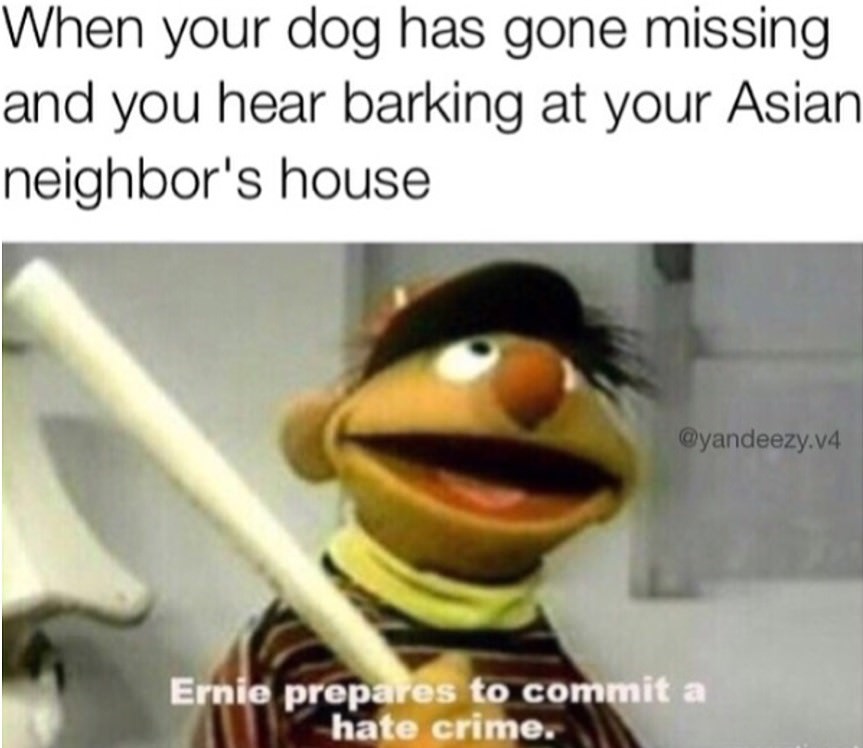 When your dog has gone missing
and you hear barking at your Asian
neighbor's house
@yandeezy.v4
Ernie prepares to commit a
hate crime.